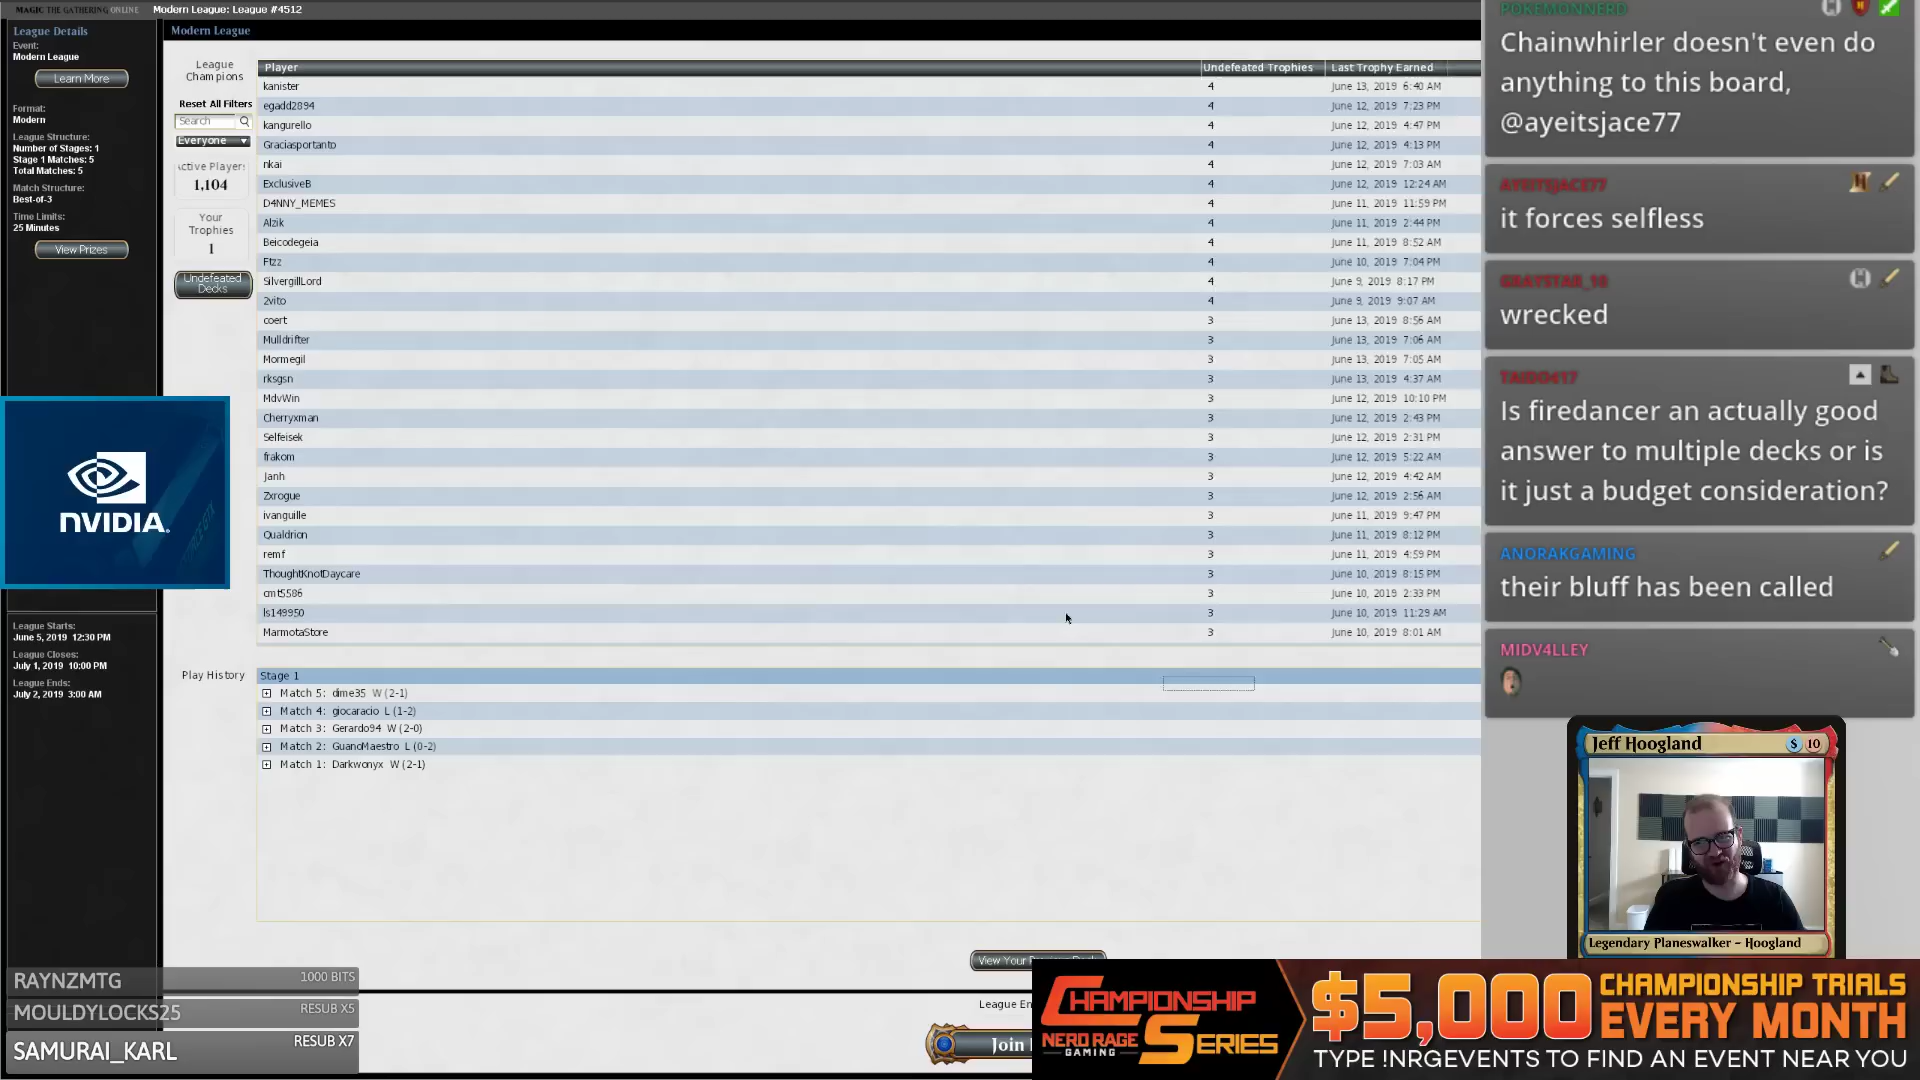 MAGIC THE GATHERING ONLINE
Modern League: League #4512
League Details
Event:
Modern League
Learn More
Format:
Modern
League Structure:
Number of Stages: 1
Stage 1 Matches: 5
Total Matches: 5
Match Structure:
Best-of-3
Time Limits:
25 Minutes
View Prizes
NVIDIA.
League Starts:
June 5, 2019 12:30 PM
League Closes:
July 1, 2019 10:00 PM
League Ends:
July 2, 2019 3:00 AM
Modern League
League
Champions
Reset All Filters
Search
Everyone
Active Players
1,104
Your
Trophies
1
Undefeated
Decks
Player Undefeated Trophies Last Trophy Earned
kanister 4 June 13, 2019 6:40 AM
egadd2894 4 June 12, 2019 7:23 PM
kangurello 4 June 12, 2019 4:47 PM
Graciasportanto 4 June 12, 2019 4:13 PM
nkai 4 June 12, 2019 7:03 AM
ExclusiveB 4 June 12, 2019 12:24 AM
D4NNY_MEMES 4 June 11, 2019 11:59 PM
Alzik 4 June 11, 2019 2:44 PM
Beicodegeia 4 June 11, 2019 8:52 AM
Ftzz 4 June 10, 2019 7:04 PM
SilvergillLord 4 June 9, 2019 8:17 PM
2vito 4 June 9, 2019 9:07 AM
coert 3 June 13, 2019 8:56 AM
Mulldrifter 3 June 13, 2019 7:06 AM
Mormegil 3 June 13, 2019 7:05 AM
rksgsn 3 June 13, 2019 4:37 AM
MdvWin 3 June 12, 2019 10:10 PM
Cherryxman 3 June 12, 2019 2:43 PM
Selfeisek 3 June 12, 2019 2:31 PM
frakom 3 June 12, 2019 5:22 AM
Janh 3 June 12, 2019 4:42 AM
Zxrogue 3 June 12, 2019 2:56 AM
ivanguille 3 June 11, 2019 9:47 PM
Qualdrion 3 June 11, 2019 8:12 PM
remf 3 June 11, 2019 4:59 PM
ThoughtKnotDaycare 3 June 10, 2019 8:15 PM
cmt5586 3 June 10, 2019 2:33 PM
ls149950 3 June 10, 2019 11:29 AM
MarmotaStore 3 June 10, 2019 8:01 AM
Play History
Stage 1
Match 5: dime35 W (2-1)
Match 4: giocaracio L (1-2)
Match 3: Gerardo94 W (2-0)
Match 2: GuanoMaestro L (0-2)
Match 1: Darkwonyx W (2-1)
View Your Previous Deck
League En
Join
RAYNZMTG 1000 BITS
MOULDYLOCKS25 RESUB X5
SAMURAI_KARL RESUB X7
POKEMONNERD
Chainwhirler doesn't even do
anything to this board,
@ayeitsjace77
AYEITSJACE77
it forces selfless
GRAYSTAR_10
wrecked
TAIDO417
Is firedancer an actually good
answer to multiple decks or is
it just a budget consideration?
ANORAKGAMING
their bluff has been called
MIDV4LLEY
Jeff Hoogland $ 10
Legendary Planeswalker - Hoogland
CHAMPIONSHIP
NERD RAGE
GAMING
SERIES
$5,000 CHAMPIONSHIP TRIALS
EVERY MONTH
TYPE !NRGEVENTS TO FIND AN EVENT NEAR YOU